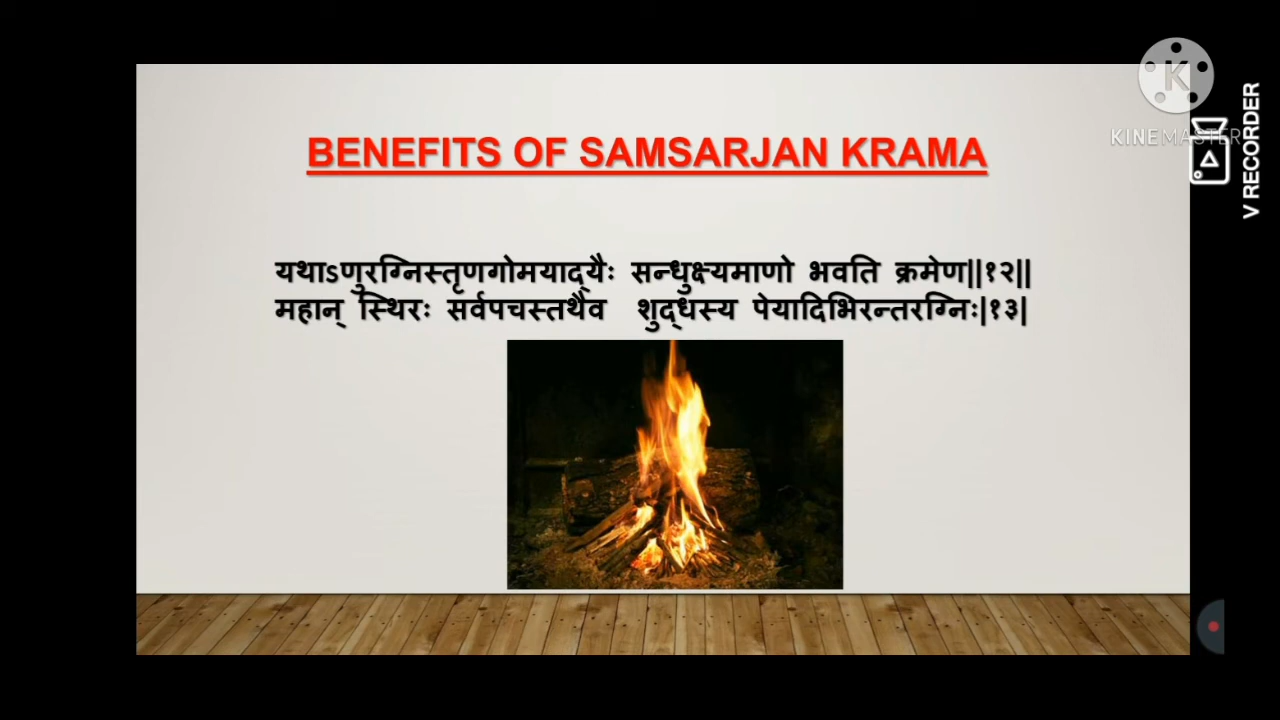 BENEFITS OF SAMSARJAN KRAMA
यथाऽणुरग्निस्तृणगोमयाद्यैः सन्धुक्ष्यमाणो भवति क्रमेण||१२||
महान् स्थिरः सर्वपचस्तथैव शुद्धस्य पेयादिभिरन्तरग्निः|१३|
K
KINEMASTER
V RECORDER